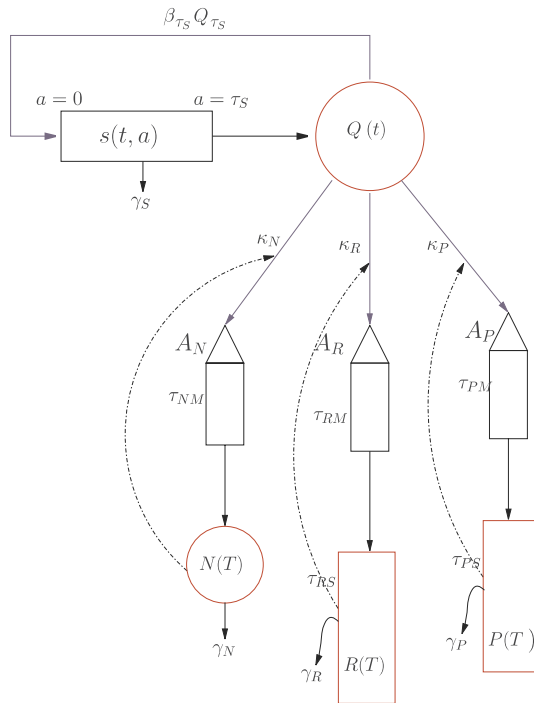 β_{τ_S} Q_{τ_S}
a = 0
a = τ_S
s(t, a)
Q (t)
γ_S
κ_N
κ_R
κ_P
A_N
A_R
A_P
τ_{NM}
τ_{RM}
τ_{PM}
N(T)
τ_{RS}
τ_{PS}
γ_N
γ_R
R(T)
γ_P
P(T )